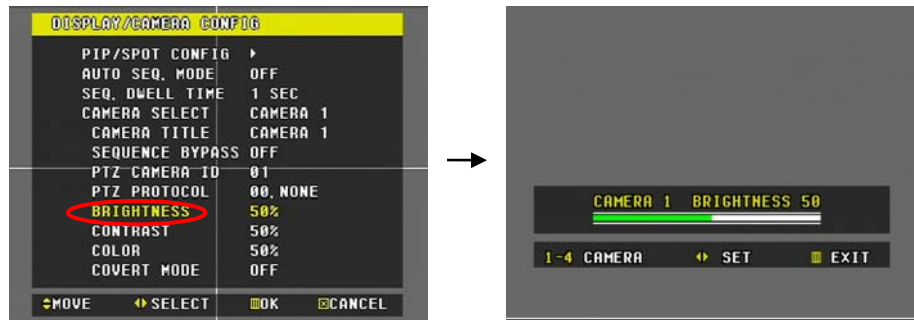 DISPLAY/CAMERA CONFIG
PIP/SPOT CONFIG
AUTO SEQ. MODE OFF
SEQ. DWELL TIME 1 SEC
CAMERA SELECT CAMERA 1
CAMERA TITLE CAMERA 1
SEQUENCE BYPASS OFF
PTZ CAMERA ID 01
PTZ PROTOCOL 00, NONE
BRIGHTNESS 50%
CONTRAST 50%
COLOR 50%
COVERT MODE OFF
MOVE SELECT OK CANCEL
CAMERA 1 BRIGHTNESS 50
1-4 CAMERA SET EXIT